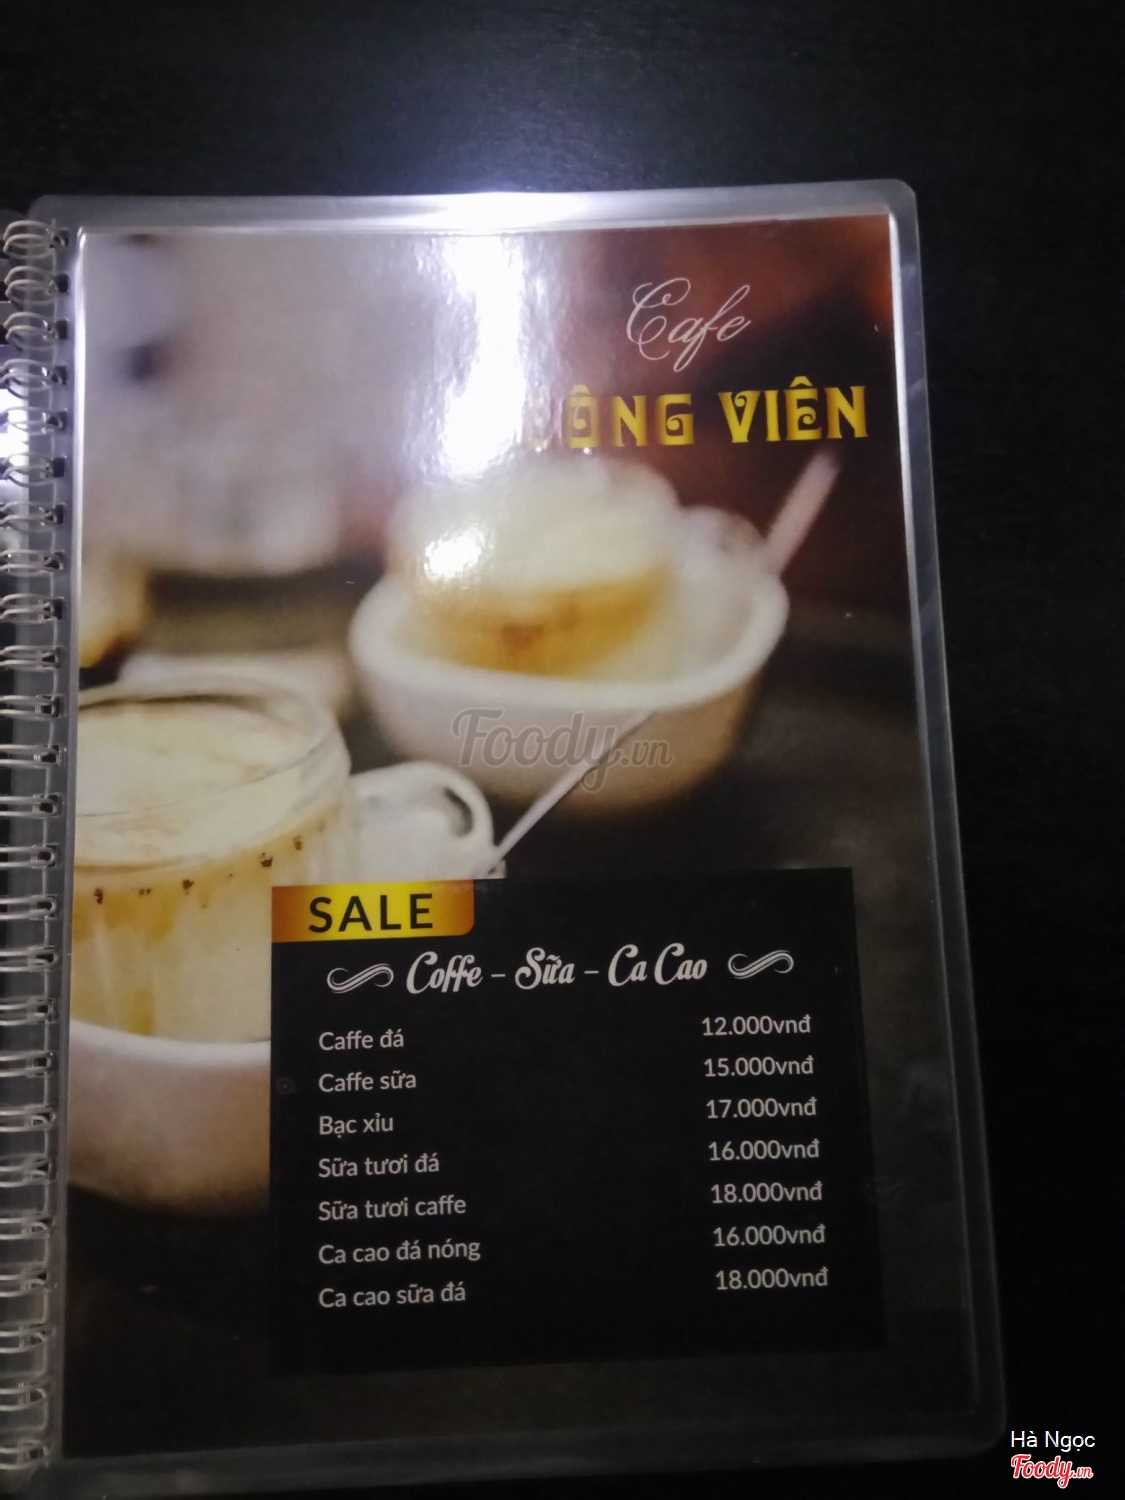 Cafe
ÔNG VIÊN
Foody.vn
SALE
Coffe - Sữa - Ca Cao
Caffe đá 12.000vnđ
Caffe sữa 15.000vnđ
Bạc xỉu 17.000vnđ
Sữa tươi đá 16.000vnđ
Sữa tươi caffe 18.000vnđ
Ca cao đá nóng 16.000vnđ
Ca cao sữa đá 18.000vnđ
Hà Ngọc
Foody.vn